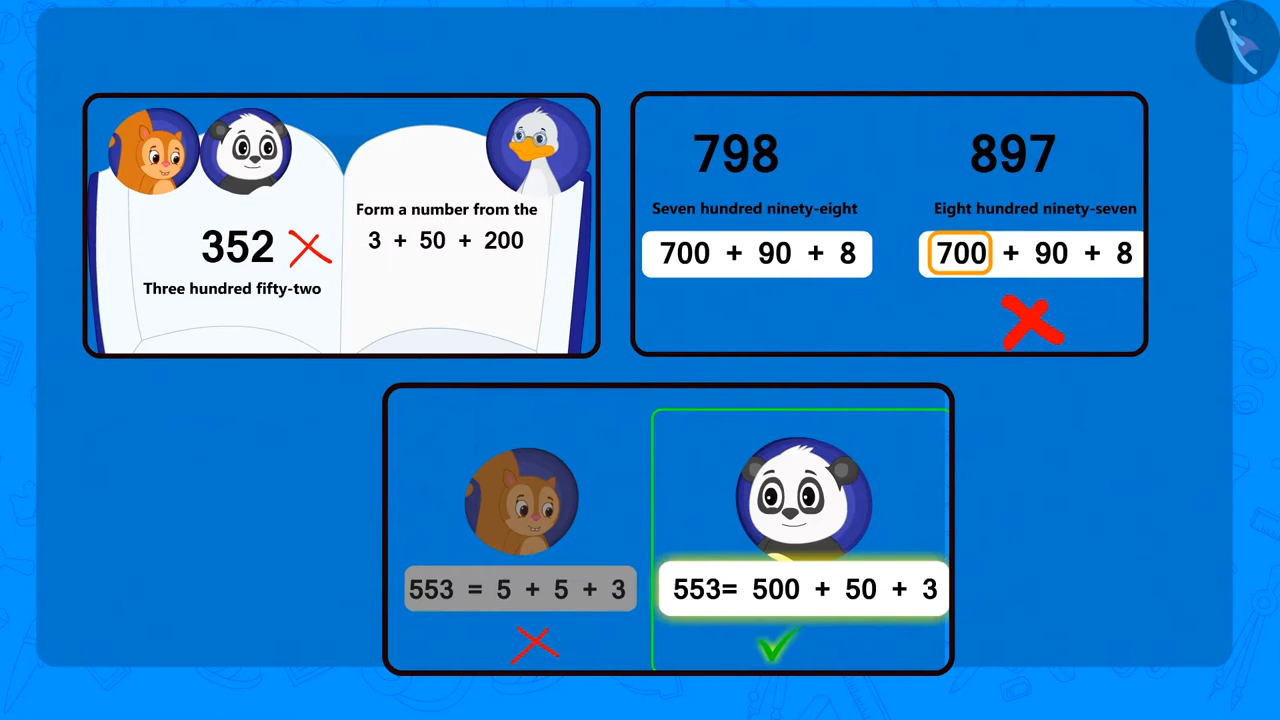 352
Three hundred fifty-two
Form a number from the
3 + 50 + 200
798
Seven hundred ninety-eight
700 + 90 + 8
897
Eight hundred ninety-seven
700 + 90 + 8
553 = 5 + 5 + 3
553= 500 + 50 + 3